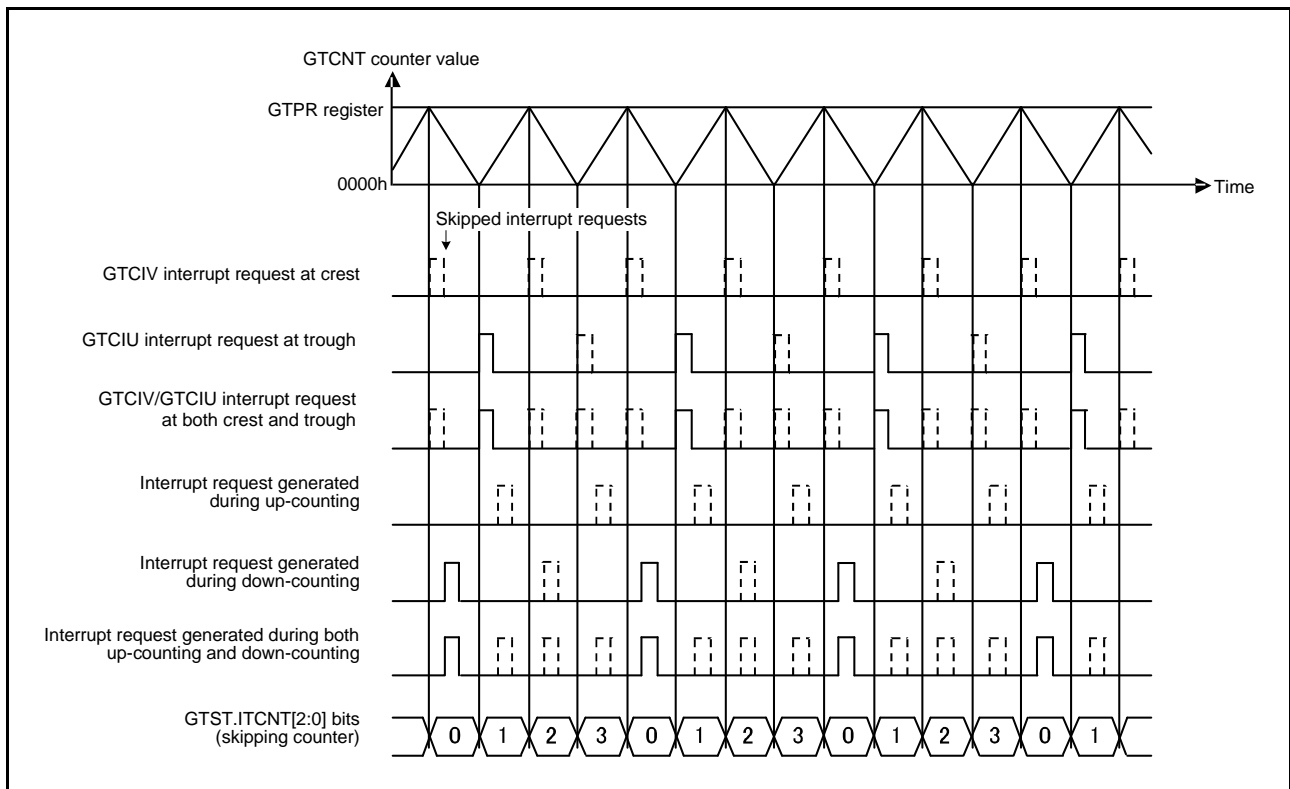 GTCNT counter value
GTPR register
0000h
Time
Skipped interrupt requests
GTCIV interrupt request at crest
GTCIU interrupt request at trough
GTCIV/GTCIU interrupt request
at both crest and trough
Interrupt request generated
during up-counting
Interrupt request generated
during down-counting
Interrupt request generated during both
up-counting and down-counting
GTST.ITCNT[2:0] bits
(skipping counter)
0 1 2 3 0 1 2 3 0 1 2 3 0 1